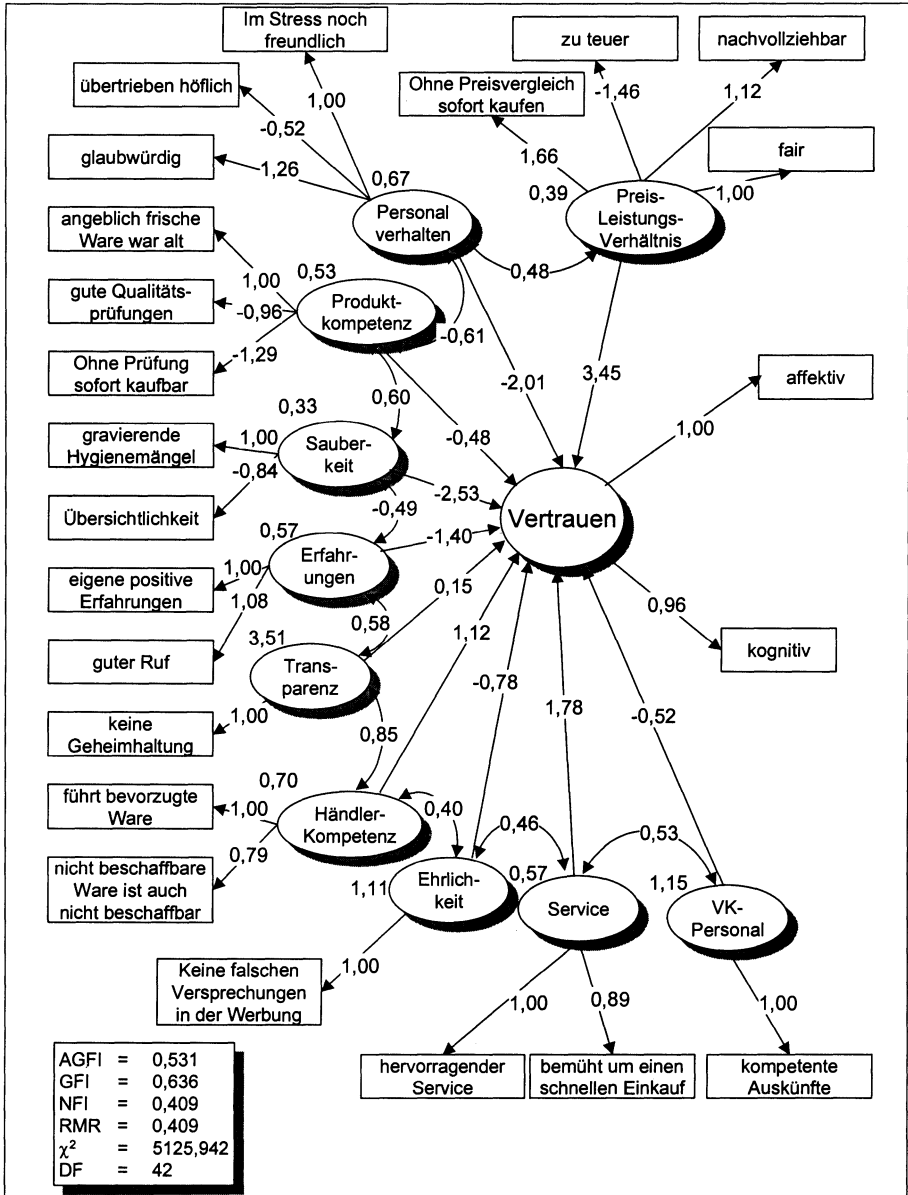 Im Stress noch
freundlich
zu teuer
nachvollziehbar
übertrieben höflich
Ohne Preisvergleich
sofort kaufen
1,00
-1,46
1,12
-0,52
glaubwürdig
1,26
1,66
fair
0,67
0,39
1,00
angeblich frische
Ware war alt
Personal
verhalten
Preis-
Leistungs-
Verhältnis
0,48
1,00
0,53
gute Qualitäts-
prüfungen
-0,96
Produkt-
kompetenz
-0,61
Ohne Prüfung
sofort kaufbar
-1,29
-2,01
3,45
affektiv
0,60
0,33
1,00
gravierende
Hygienemängel
1,00
Sauber-
keit
-0,48
-0,84
-2,53
Übersichtlichkeit
-0,49
Vertrauen
0,57
-1,40
eigene positive
Erfahrungen
1,00
Erfahr-
ungen
0,15
1,08
0,96
0,58
1,12
guter Ruf
3,51
kognitiv
Trans-
parenz
-0,78
keine
Geheimhaltung
1,00
1,78
-0,52
0,85
0,70
führt bevorzugte
Ware
1,00
Händler-
Kompetenz
0,40
0,46
0,53
0,79
nicht beschaffbare
Ware ist auch
nicht beschaffbar
1,11
Ehrlich-
keit
0,57
Service
1,15
VK-
Personal
Keine falschen
Versprechungen
in der Werbung
1,00
1,00
0,89
1,00
hervorragender
Service
bemüht um einen
schnellen Einkauf
kompetente
Auskünfte
AGFI = 0,531
GFI = 0,636
NFI = 0,409
RMR = 0,409
χ² = 5125,942
DF = 42